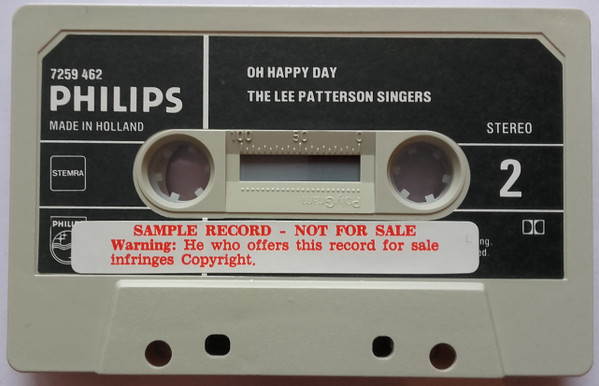 7259 462
PHILIPS
MADE IN HOLLAND
OH HAPPY DAY
THE LEE PATTERSON SINGERS
STEREO
100 50 0
PolyGram
STEMRA
2
PHILIPS
SAMPLE RECORD - NOT FOR SALE
Warning: He who offers this record for sale
infringes Copyright.